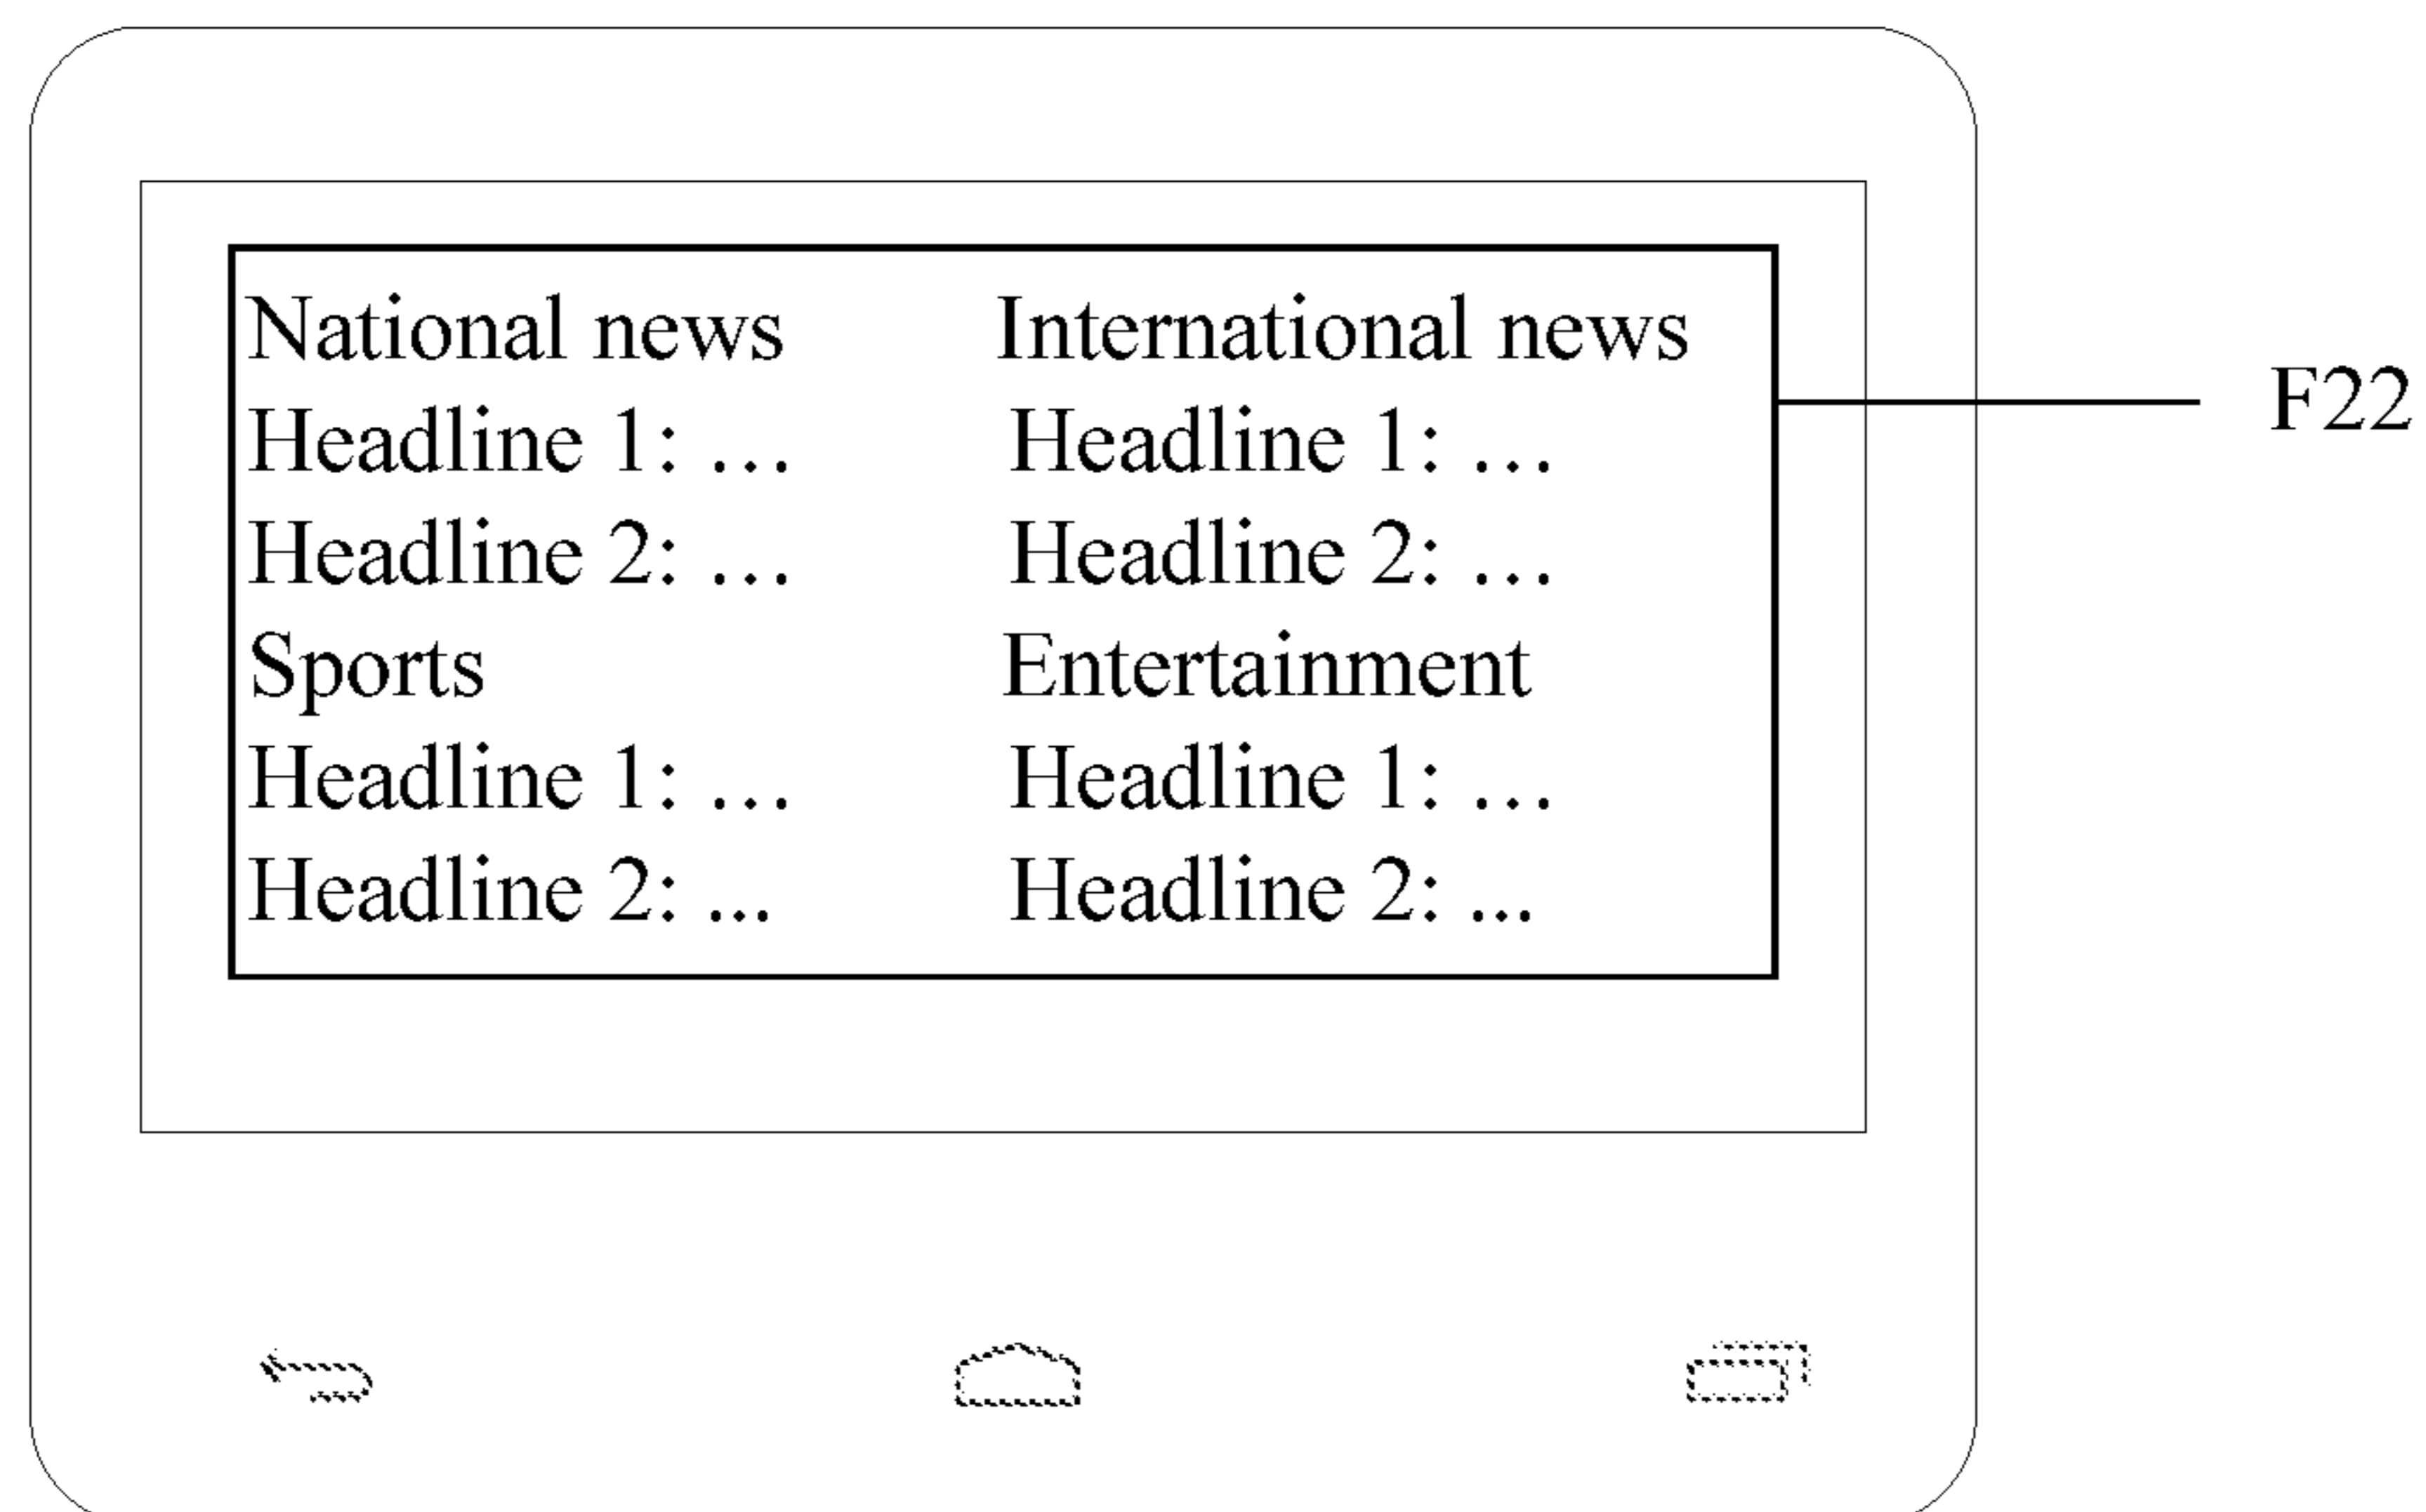 National news International news
Headline 1: ... Headline 1: ...
Headline 2: ... Headline 2: ...
Sports Entertainment
Headline 1: ... Headline 1: ...
Headline 2: ... Headline 2: ...
F22